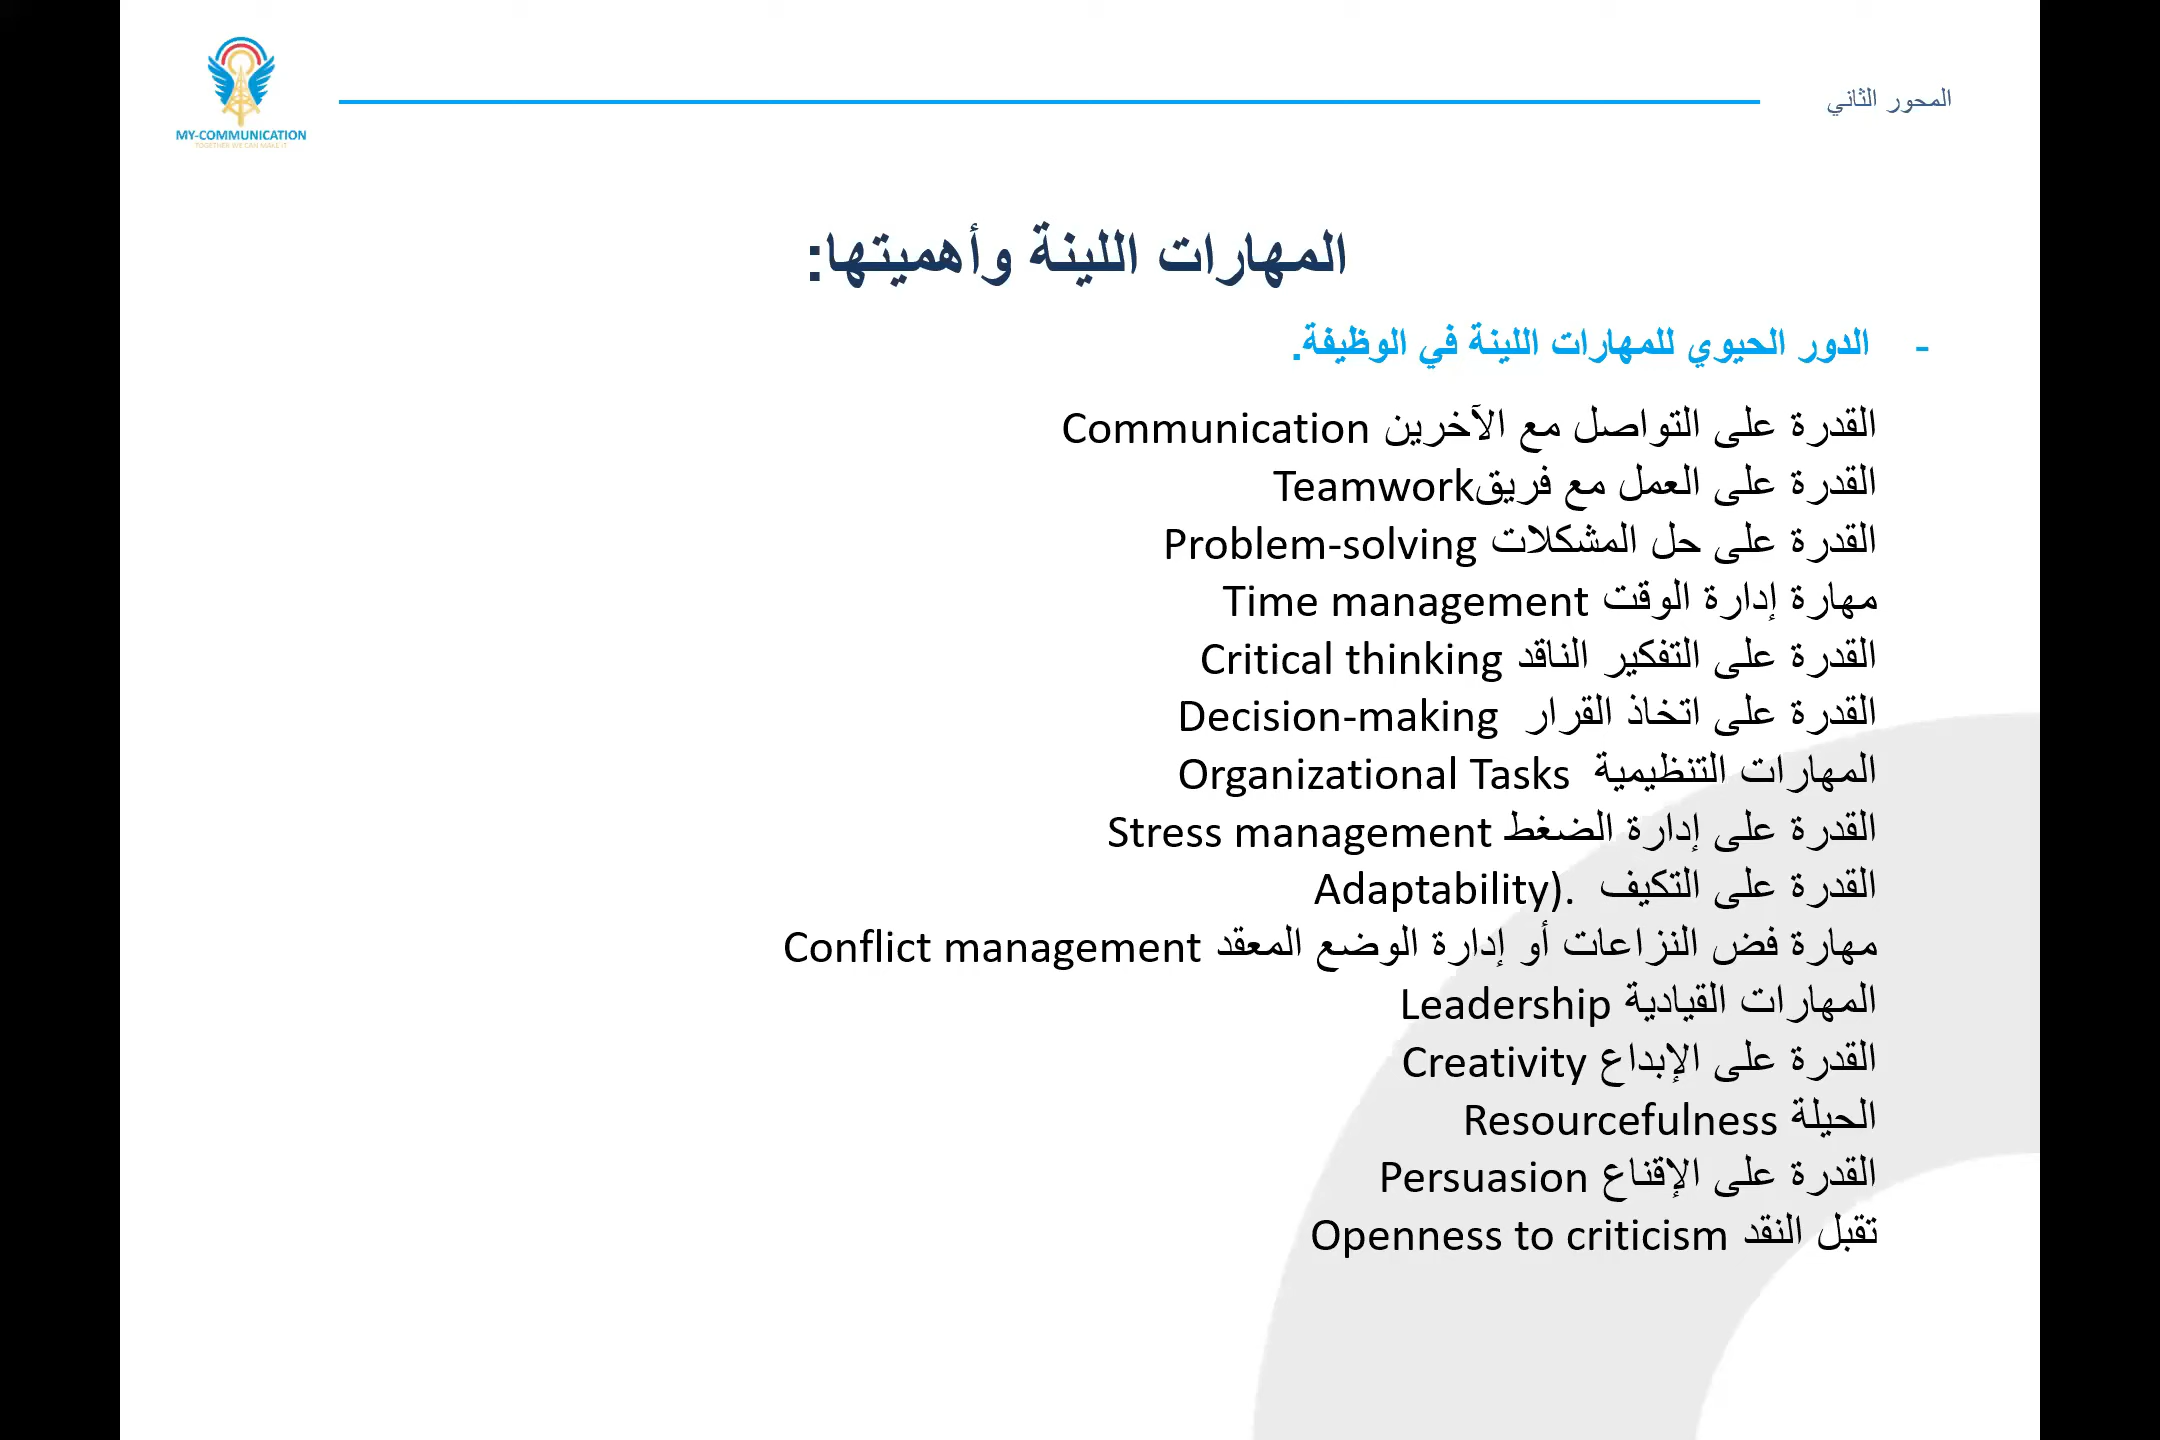 المحور الثاني
MY-COMMUNICATION
TOGETHER WE CAN MAKE IT
المهارات اللينة وأهميتها:
- الدور الحيوي للمهارات اللينة في الوظيفة.
القدرة على التواصل مع الآخرين Communication
القدرة على العمل مع فريقTeamwork
القدرة على حل المشكلات Problem-solving
مهارة إدارة الوقت Time management
القدرة على التفكير الناقد Critical thinking
القدرة على اتخاذ القرار  Decision-making
المهارات التنظيمية  Organizational Tasks
القدرة على إدارة الضغط Stress management
القدرة على التكيف  Adaptability).
مهارة فض النزاعات أو إدارة الوضع المعقد Conflict management
المهارات القيادية Leadership
القدرة على الإبداع Creativity
الحيلة Resourcefulness
القدرة على الإقناع Persuasion
تقبل النقد Openness to criticism